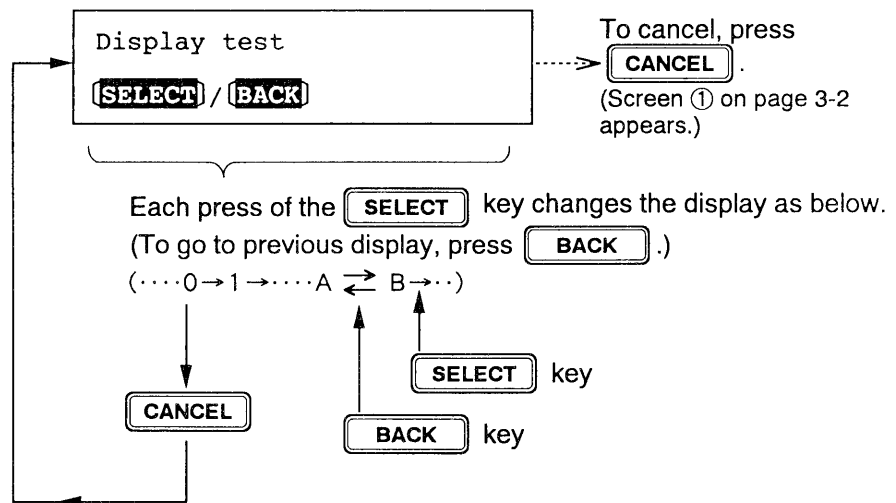 Display test
[SELECT]/[BACK]
To cancel, press
CANCEL .
(Screen ① on page 3-2
appears.)
Each press of the SELECT key changes the display as below.
(To go to previous display, press BACK .)
(····0→1→····A ⇄ B→··)
SELECT key
CANCEL
BACK key